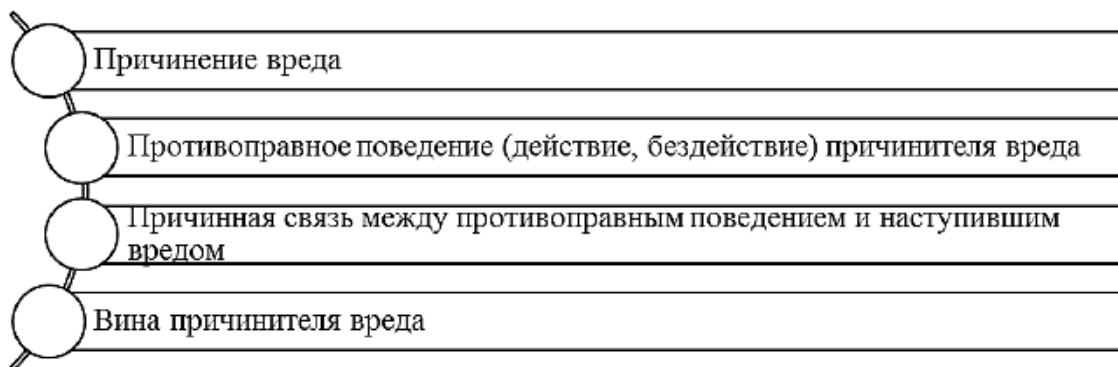 Причинение вреда
Противоправное поведение (действие, бездействие) причинителя вреда
Причинная связь между противоправным поведением и наступившим
вредом
Вина причинителя вреда